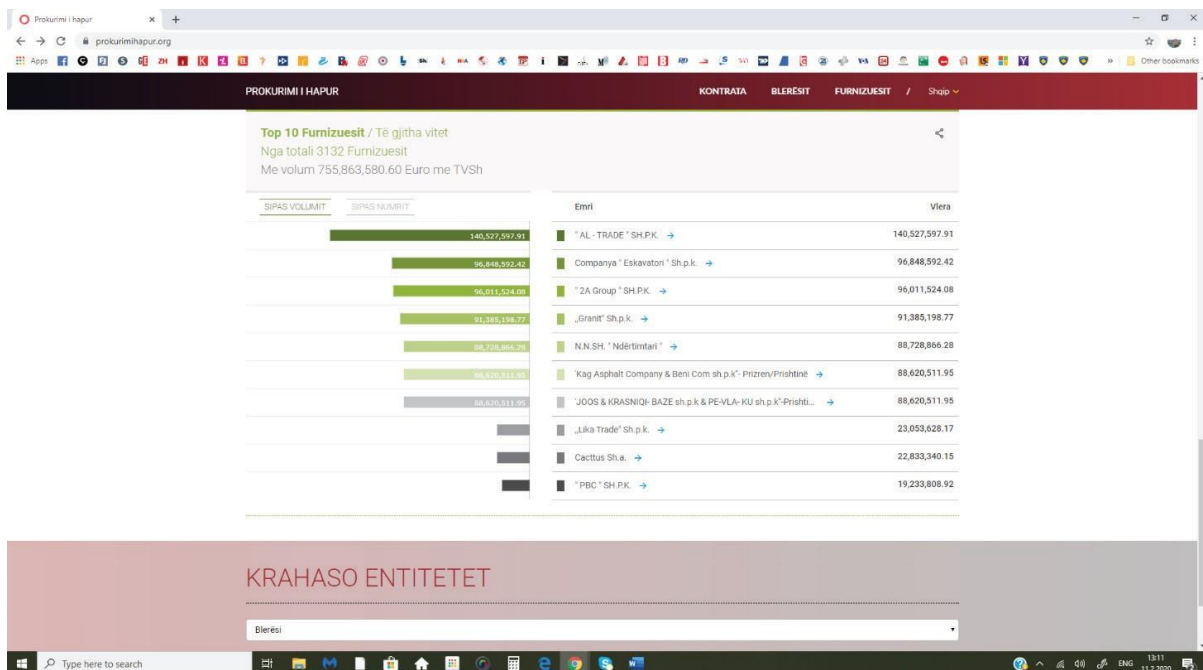 Prokurimi i hapur
prokurimihapur.org
Apps
Other bookmarks
PROKURIMI I HAPUR
KONTRATA BLERËSIT FURNIZUESIT / Shqip
Top 10 Furnizuesit / Të gjitha vitet
Nga totali 3132 Furnizuesit
Me volum 755,863,580.60 Euro me TVSh
SIPAS VOLUMIT SIPAS NUMRIT Emri Vlera
140,527,597.91 " AL - TRADE " SH.P.K. 140,527,597.91
96,848,592.42 Companya " Eskavatori " Sh.p.k. 96,848,592.42
96,011,524.08 " 2A Group " SH.P.K. 96,011,524.08
91,385,198.77 ,,Granit" Sh.p.k. 91,385,198.77
88,728,866.28 N.N.SH. " Ndërtimtari " 88,728,866.28
88,620,511.95 'Kag Asphalt Company & Beni Com sh.p.k"- Prizren/Prishtinë 88,620,511.95
88,620,511.95 'JOOS & KRASNIQI- BAZE sh.p.k & PE-VLA- KU sh.p.k"-Prishti... 88,620,511.95
,,Lika Trade" Sh.p.k. 23,053,628.17
Cacttus Sh.a. 22,833,340.15
" PBC " SH.P.K. 19,233,808.92
KRAHASO ENTITETET
Blerësi
Type here to search
ENG
13:11
11.2.2020